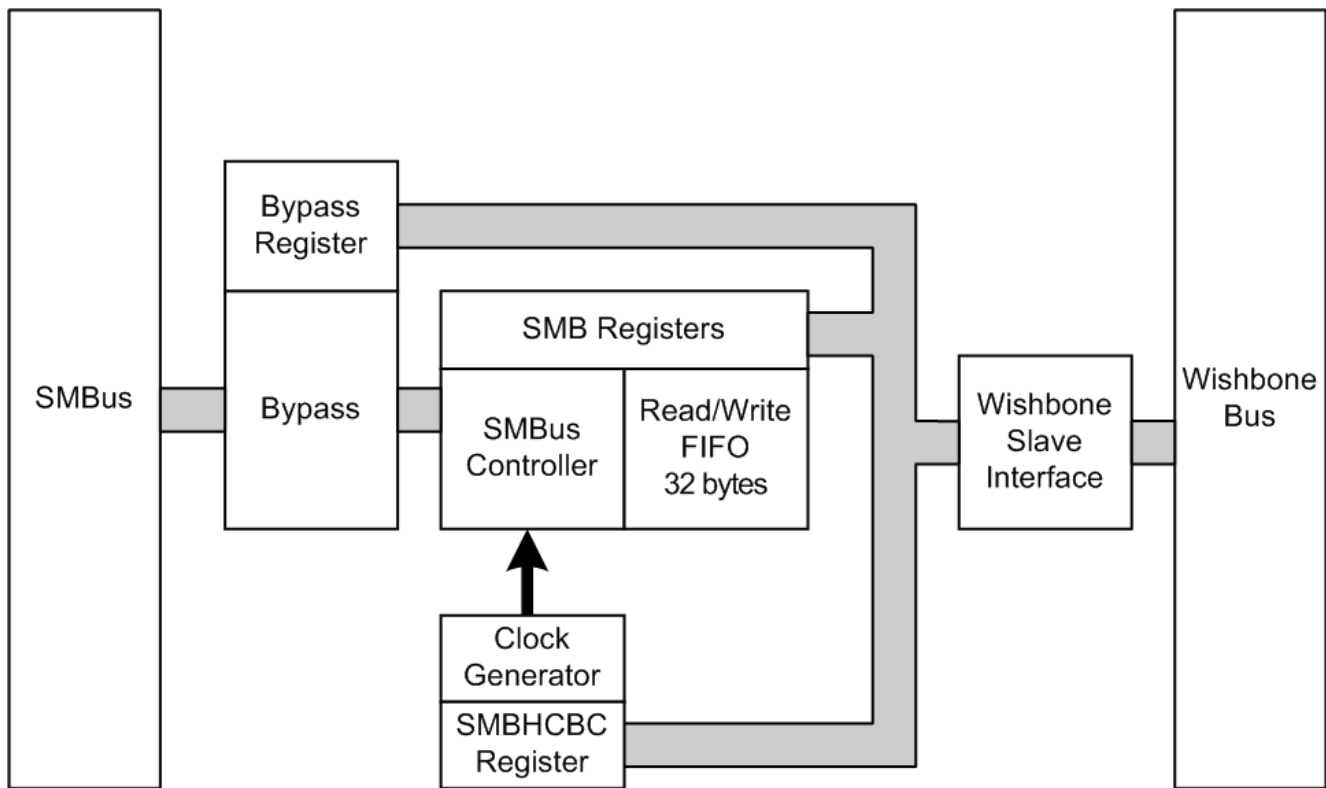 SMBus
Bypass
Register
Bypass
SMB Registers
SMBus
Controller
Read/Write
FIFO
32 bytes
Clock
Generator
SMBHCBC
Register
Wishbone
Slave
Interface
Wishbone
Bus